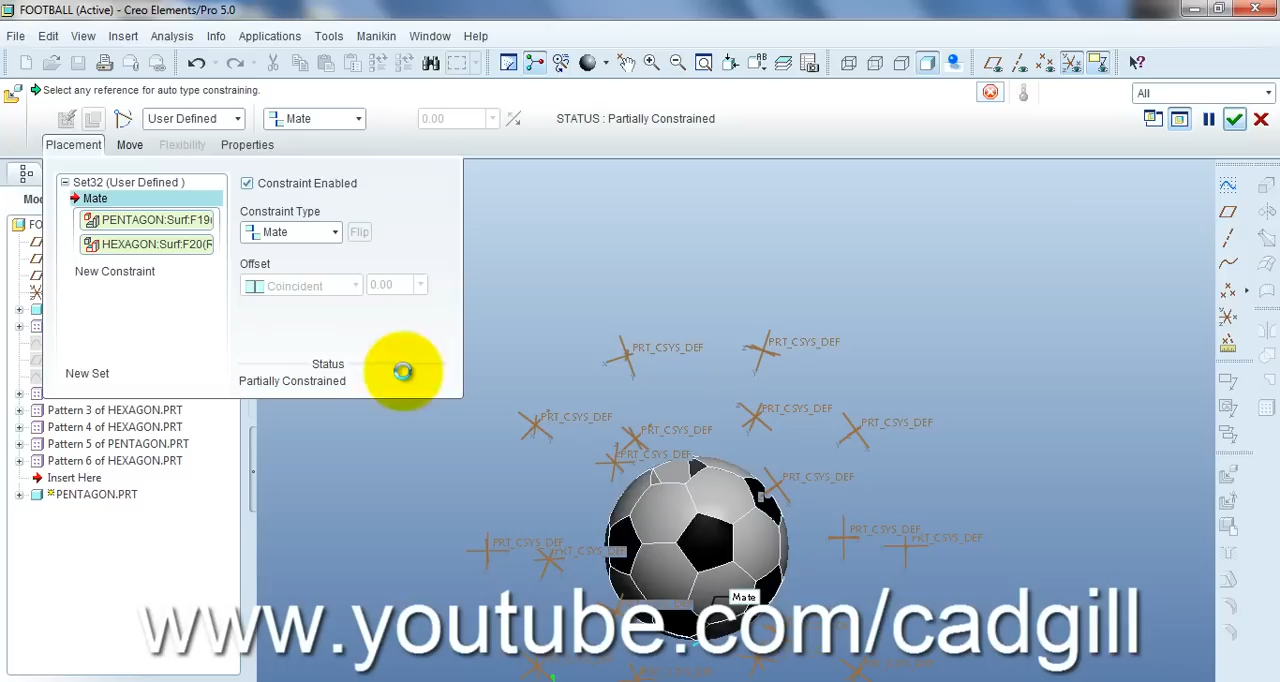 FOOTBALL (Active) - Creo Elements/Pro 5.0
File Edit View Insert Analysis Info Applications Tools Manikin Window Help
Select any reference for auto type constraining.
All
User Defined
Mate
0.00
STATUS : Partially Constrained
Placement Move Flexibility Properties
Set32 (User Defined )
Mate
PENTAGON:Surf:F19(
HEXAGON:Surf:F20(F
New Constraint
New Set
Constraint Enabled
Constraint Type
Mate
Flip
Offset
Coincident
0.00
Status
Partially Constrained
Pattern 3 of HEXAGON.PRT
Pattern 4 of HEXAGON.PRT
Pattern 5 of PENTAGON.PRT
Pattern 6 of HEXAGON.PRT
Insert Here
PENTAGON.PRT
PRT_CSYS_DEF
PRT_CSYS_DEF
PRT_CSYS_DEF
PRT_CSYS_DEF
PRT_CSYS_DEF
PRT_CSYS_DEF
PRT_CSYS_DEF
PRT_CSYS_DEF
PRT_CSYS_DEF
PRT_CSYS_DEF
PRT_CSYS_DEF
PRT_CSYS_DEF
Mate
www.youtube.com/cadgill